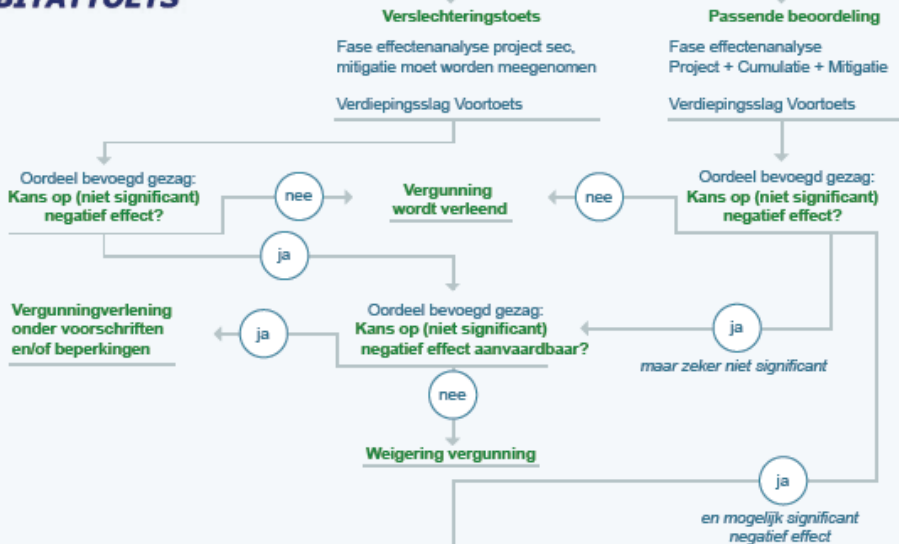 Verslechteringstoets
Fase effectenanalyse project sec,
mitigatie moet worden meegenomen
Verdiepingsslag Voortoets
Passende beoordeling
Fase effectenanalyse
Project + Cumulatie + Mitigatie
Verdiepingsslag Voortoets
Oordeel bevoegd gezag:
Kans op (niet significant)
negatief effect?
nee
Vergunning
wordt verleend
nee
Oordeel bevoegd gezag:
Kans op (niet significant)
negatief effect?
ja
Vergunningverlening
onder voorschriften
en/of beperkingen
ja
Oordeel bevoegd gezag:
Kans op (niet significant)
negatief effect aanvaardbaar?
ja
maar zeker niet significant
nee
Weigering vergunning
ja
en mogelijk significant
negatief effect